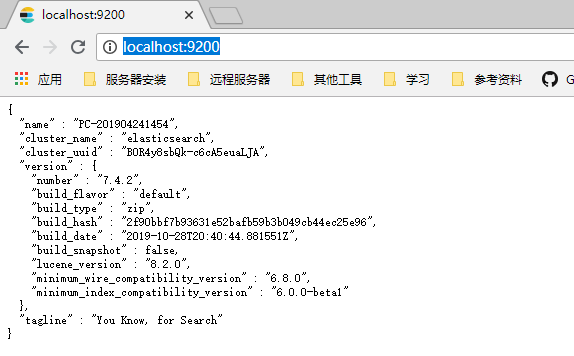 localhost:9200
localhost:9200
应用 服务器安装 远程服务器 其他工具 学习 参考资料 G
{
"name" : "PC-201904241454",
"cluster_name" : "elasticsearch",
"cluster_uuid" : "BOR4y8sbQk-c6cA5euaLJA",
"version" : {
"number" : "7.4.2",
"build_flavor" : "default",
"build_type" : "zip",
"build_hash" : "2f90bbf7b93631e52bafb59b3b049cb44ec25e96",
"build_date" : "2019-10-28T20:40:44.881551Z",
"build_snapshot" : false,
"lucene_version" : "8.2.0",
"minimum_wire_compatibility_version" : "6.8.0",
"minimum_index_compatibility_version" : "6.0.0-beta1"
},
"tagline" : "You Know, for Search"
}